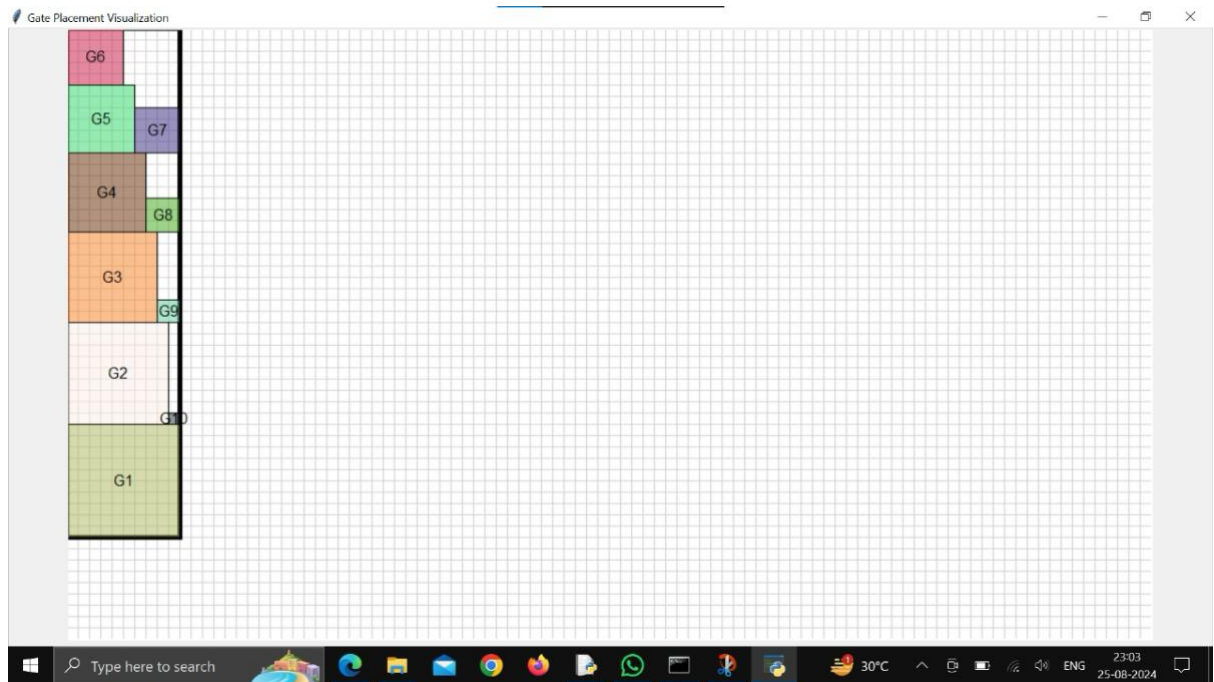 Gate Placement Visualization
G6
G5
G7
G4
G8
G3
G9
G2
G10
G1
Type here to search
1
30°C
ENG
23:03
25-08-2024